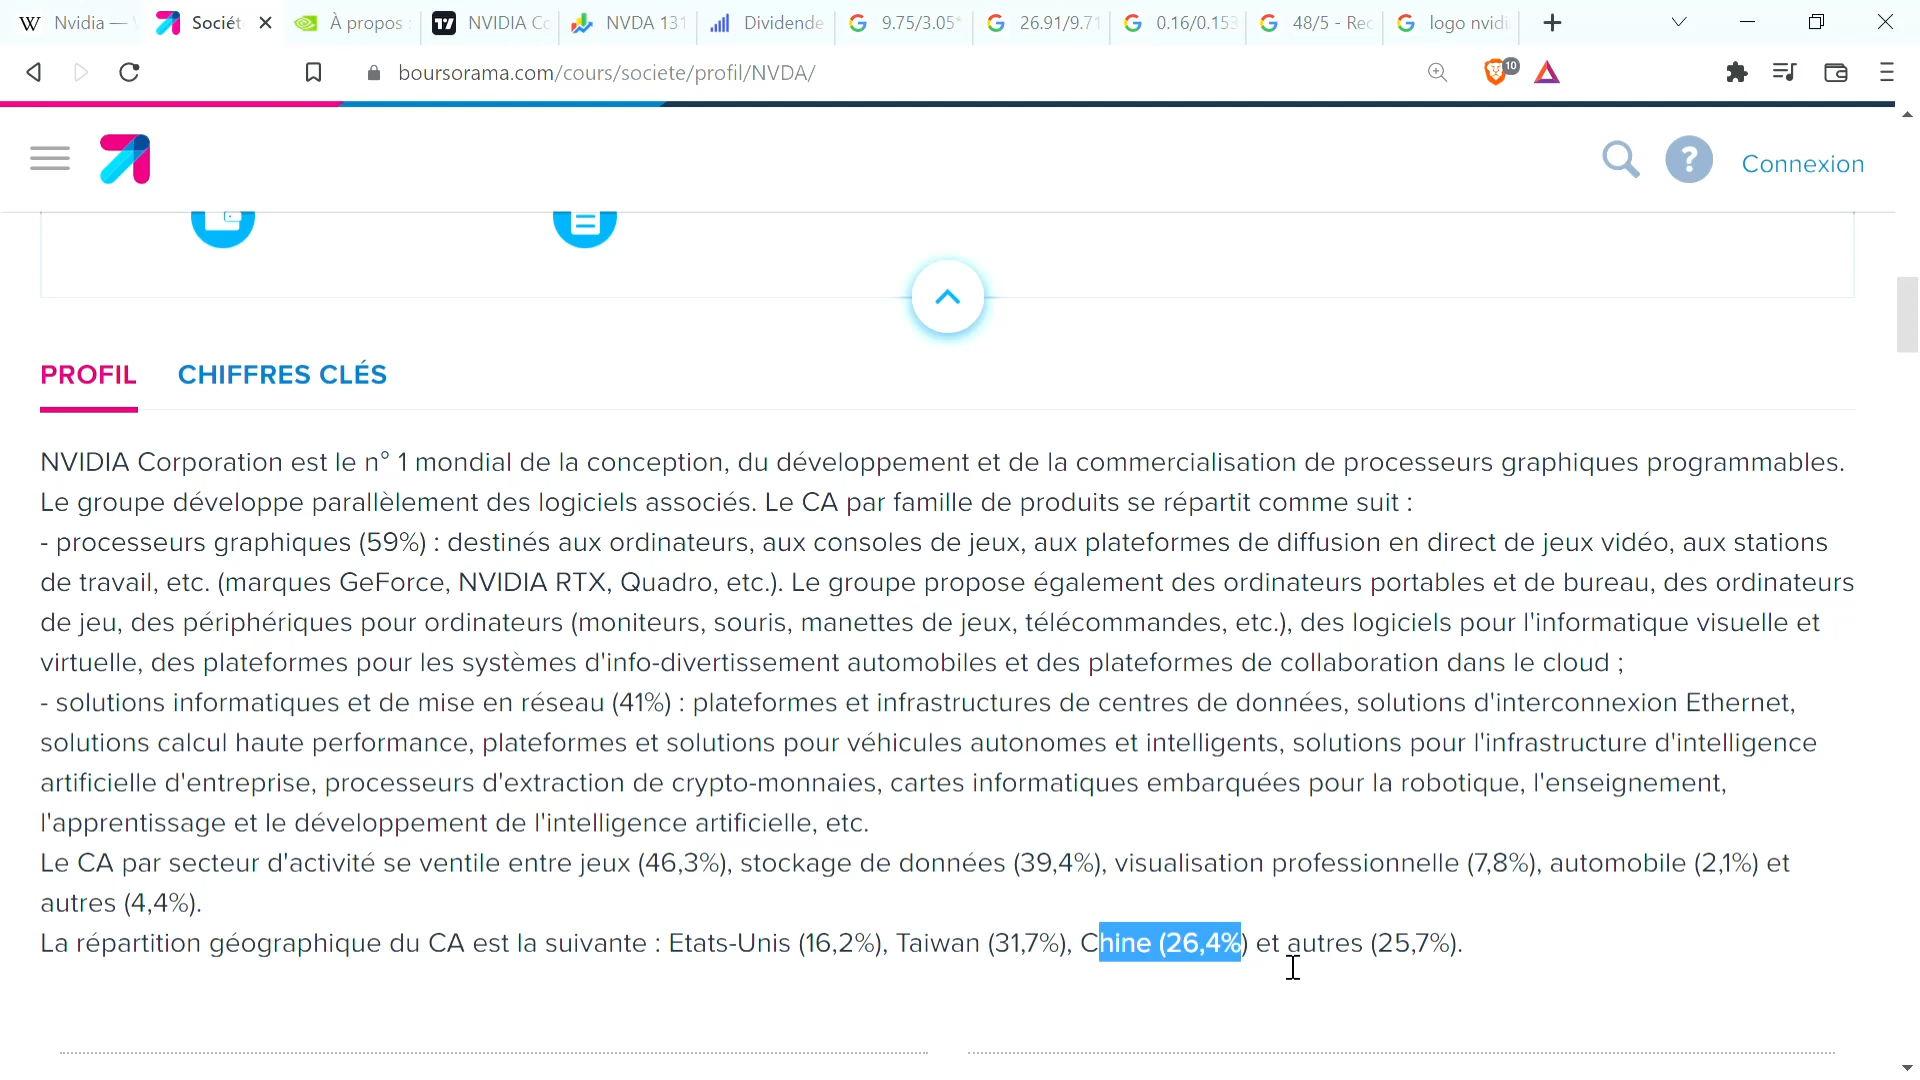 Nvidia —
Sociét
À propos :
NVIDIA Co
NVDA 131
Dividende
9.75/3.05*
26.91/9.71
0.16/0.153
48/5 - Rec
logo nvidi
boursorama.com/cours/societe/profil/NVDA/
10
? Connexion
PROFIL CHIFFRES CLÉS
NVIDIA Corporation est le n° 1 mondial de la conception, du développement et de la commercialisation de processeurs graphiques programmables.
Le groupe développe parallèlement des logiciels associés. Le CA par famille de produits se répartit comme suit :
- processeurs graphiques (59%) : destinés aux ordinateurs, aux consoles de jeux, aux plateformes de diffusion en direct de jeux vidéo, aux stations
de travail, etc. (marques GeForce, NVIDIA RTX, Quadro, etc.). Le groupe propose également des ordinateurs portables et de bureau, des ordinateurs
de jeu, des périphériques pour ordinateurs (moniteurs, souris, manettes de jeux, télécommandes, etc.), des logiciels pour l'informatique visuelle et
virtuelle, des plateformes pour les systèmes d'info-divertissement automobiles et des plateformes de collaboration dans le cloud ;
- solutions informatiques et de mise en réseau (41%) : plateformes et infrastructures de centres de données, solutions d'interconnexion Ethernet,
solutions calcul haute performance, plateformes et solutions pour véhicules autonomes et intelligents, solutions pour l'infrastructure d'intelligence
artificielle d'entreprise, processeurs d'extraction de crypto-monnaies, cartes informatiques embarquées pour la robotique, l'enseignement,
l'apprentissage et le développement de l'intelligence artificielle, etc.
Le CA par secteur d'activité se ventile entre jeux (46,3%), stockage de données (39,4%), visualisation professionnelle (7,8%), automobile (2,1%) et
autres (4,4%).
La répartition géographique du CA est la suivante : Etats-Unis (16,2%), Taiwan (31,7%), Chine (26,4%) et autres (25,7%).